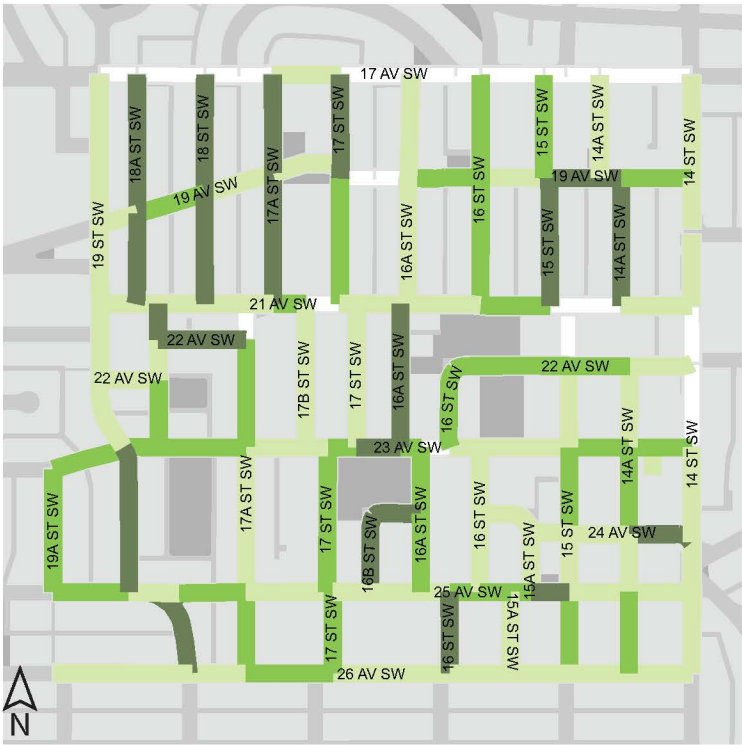 17 AV SW
18A ST SW
18 ST SW
17A ST SW
17 ST SW
16A ST SW
16 ST SW
15 ST SW
14A ST SW
14 ST SW
19 ST SW
19 AV SW
19 AV SW
15 ST SW
14A ST SW
21 AV SW
22 AV SW
22 AV SW
22 AV SW
17B ST SW
17 ST SW
16A ST SW
16 ST SW
14A ST SW
14 ST SW
23 AV SW
19A ST SW
17A ST SW
17 ST SW
16B ST SW
16A ST SW
16 ST SW
15A ST SW
15 ST SW
24 AV SW
25 AV SW
17 ST SW
16 ST SW
15A ST SW
26 AV SW
N